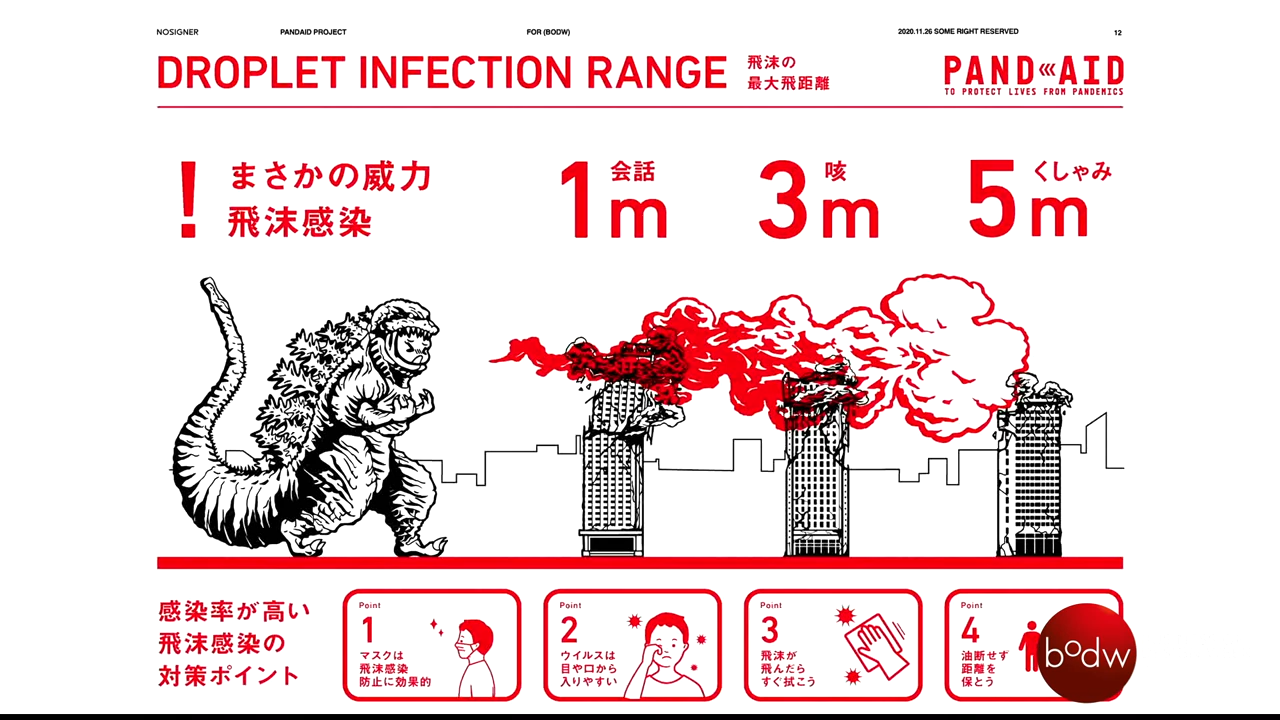 NOSIGNER
PANDAID PROJECT
FOR (BODW)
2020.11.26 SOME RIGHT RESERVED
12
DROPLET INFECTION RANGE
飛沫の
最大飛距離
PAND«‹AID
TO PROTECT LIVES FROM PANDEMICS
!
まさかの威力
飛沫感染
1m
会話
3m
咳
5m
くしゃみ
感染率が高い
飛沫感染の
対策ポイント
Point
1
マスクは
飛沫感染
防止に効果的
Point
2
ウイルスは
目や口から
入りやすい
Point
3
飛沫が
飛んだら
すぐ拭こう
Point
4
油断せず
距離を
保とう
bodw